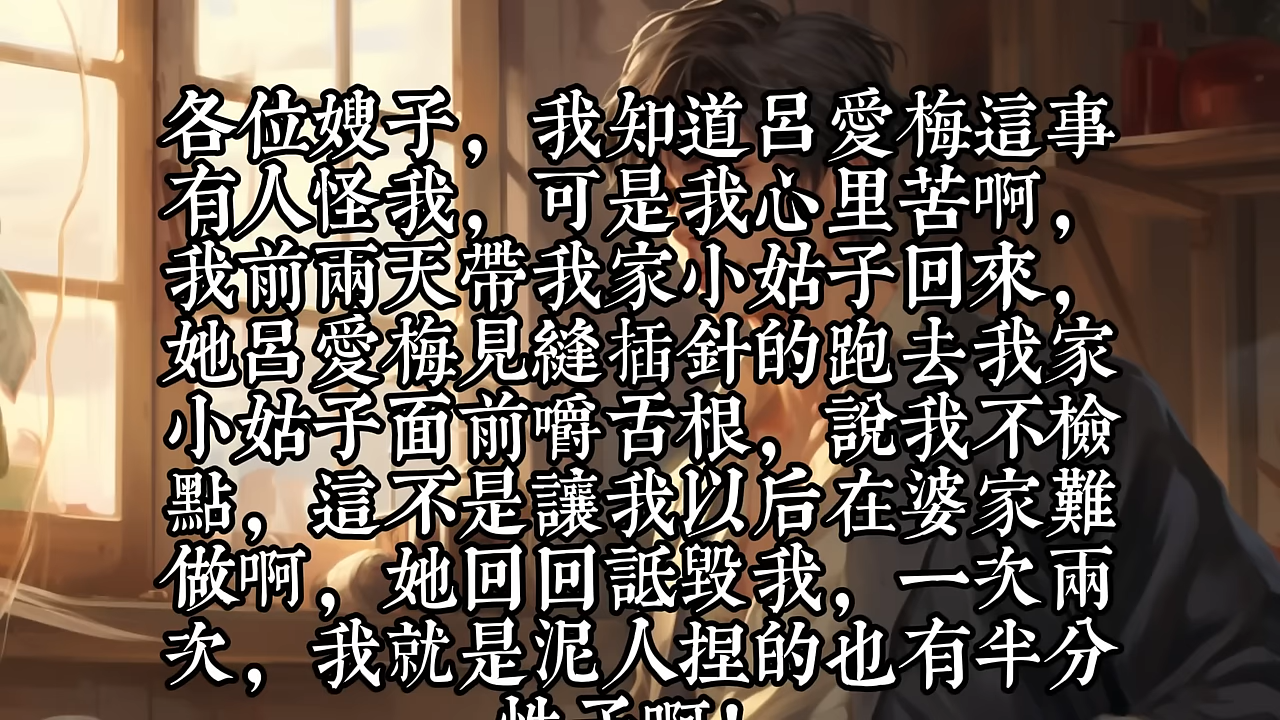 各位嫂子，我知道呂愛梅這事
有人怪我，可是我心里苦啊，
我前兩天帶我家小姑子回來，
她呂愛梅見縫插針的跑去我家
小姑子面前嚼舌根，說我不檢
點，這不是讓我以后在婆家難
做啊，她回回詆毀我，一次兩
次，我就是泥人捏的也有半分
性子啊！